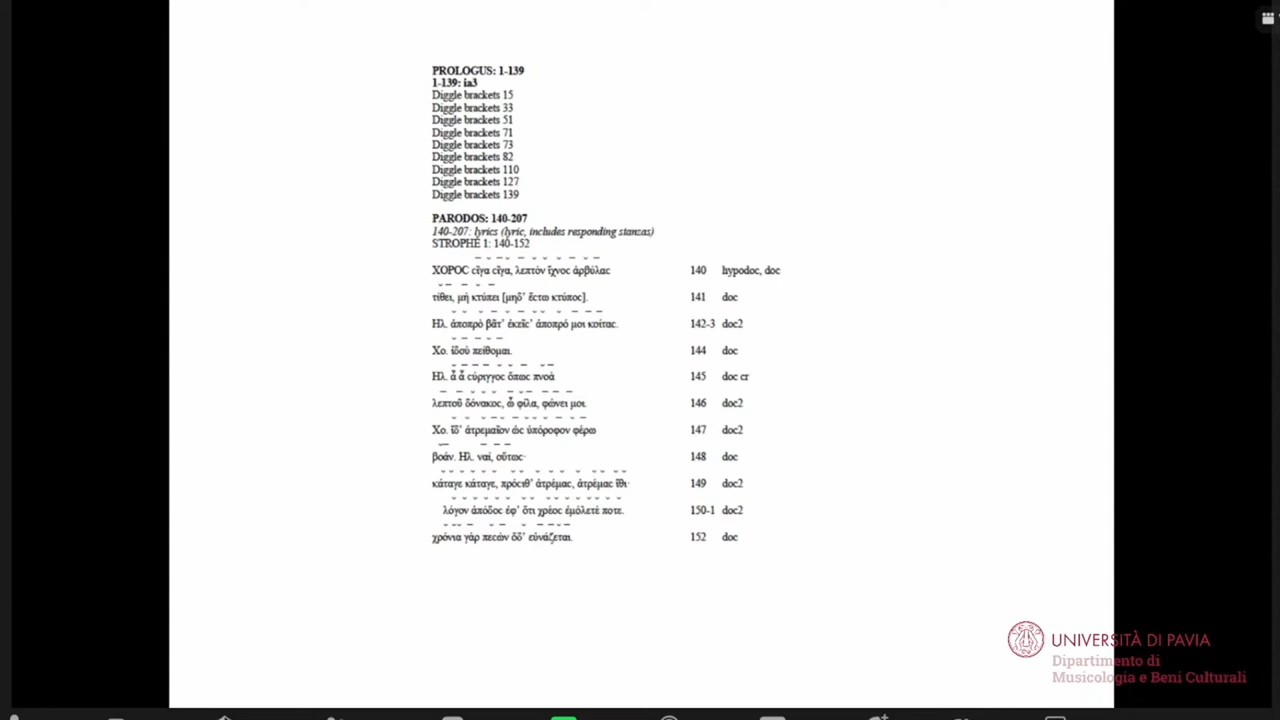 PROLOGUS: 1-139
1-139: ia3
Diggle brackets 15
Diggle brackets 33
Diggle brackets 51
Diggle brackets 71
Diggle brackets 73
Diggle brackets 82
Diggle brackets 110
Diggle brackets 127
Diggle brackets 139
PARODOS: 140-207
140-207: lyrics (lyric, includes responding stanzas)
STROPHE 1: 140-152
ΧΟΡΟϹ ϲῖγα ϲῖγα, λεπτὸν ἴχνοϲ ἀρβύλαϲ 140 hypodoc, doc
τίθει, μὴ κτύπει [μηδ’ ἔϲτω κτύποϲ]. 141 doc
Ηλ. ἀποπρὸ βᾶτ’ ἐκεῖϲ’ ἀποπρό μοι κοίταϲ. 142-3 doc2
Χο. ἰδοὺ πείθομαι. 144 doc
Ηλ. ἆ ἆ ϲύριγγοϲ ὅπωϲ πνοὰ 145 doc cr
λεπτοῦ δόνακοϲ, ὦ φίλα, φώνει μοι. 146 doc2
Χο. ἴδ’ ἀτρεμαῖον ὡϲ ὑπόροφον φέρω 147 doc2
βοάν. Ηλ. ναί, οὕτωϲ· 148 doc
κάταγε κάταγε, πρόϲιθ’ ἀτρέμαϲ, ἀτρέμαϲ ἴθι· 149 doc2
λόγον ἀπόδοϲ ἐφ’ ὅτι χρέοϲ ἐμόλετέ ποτε. 150-1 doc2
χρόνια γὰρ πεϲὼν ὅδ’ εὐνάζεται. 152 doc
UNIVERSITÀ DI PAVIA
Dipartimento di
Musicologia e Beni Culturali